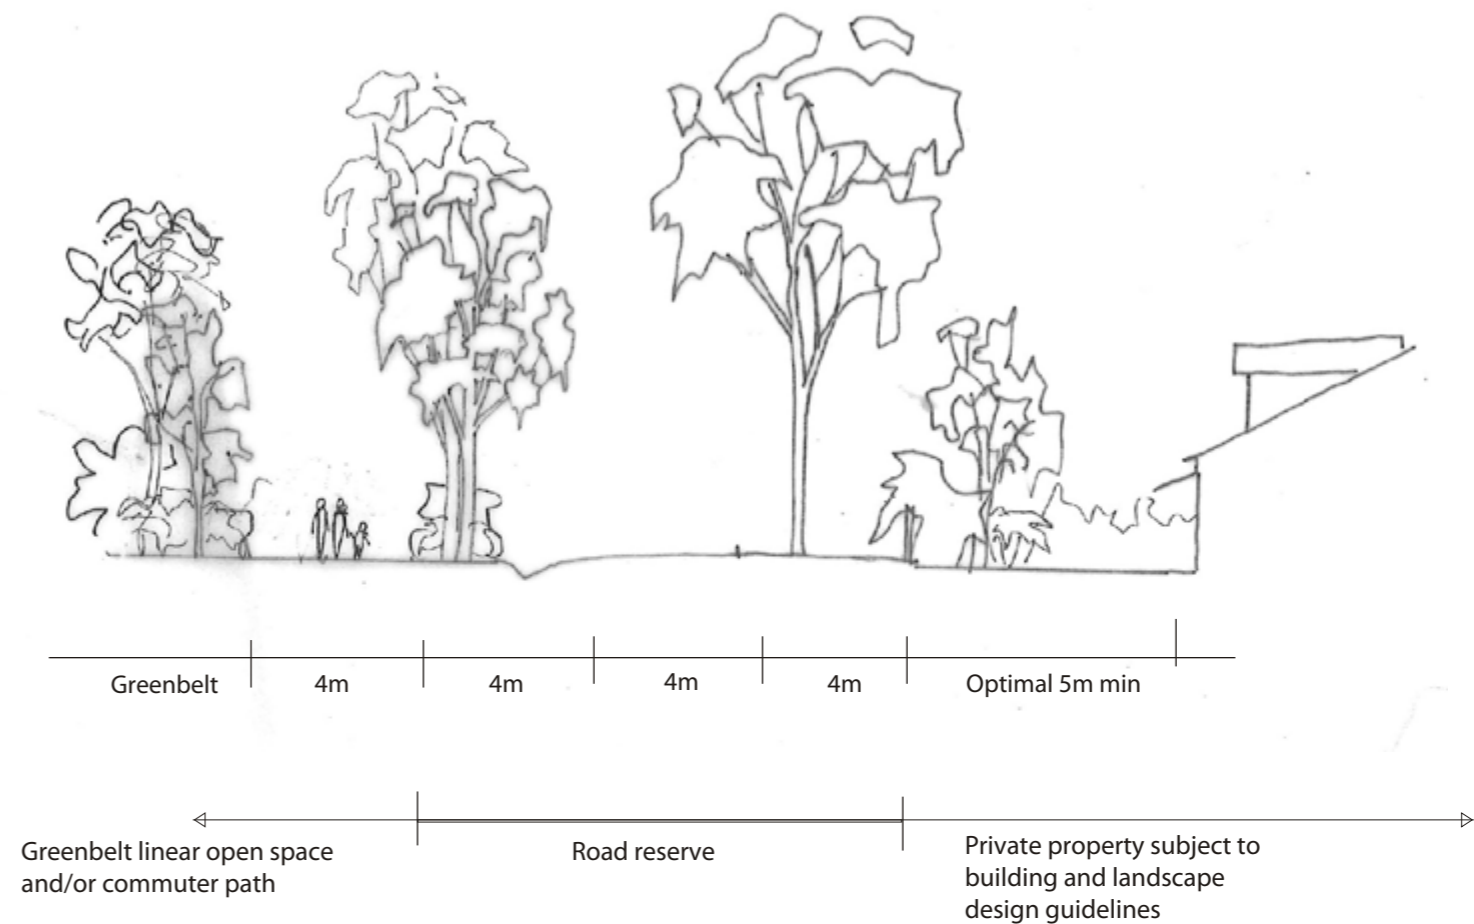 Greenbelt
4m
4m
4m
4m
Optimal 5m min
Greenbelt linear open space
and/or commuter path
Road reserve
Private property subject to
building and landscape
design guidelines